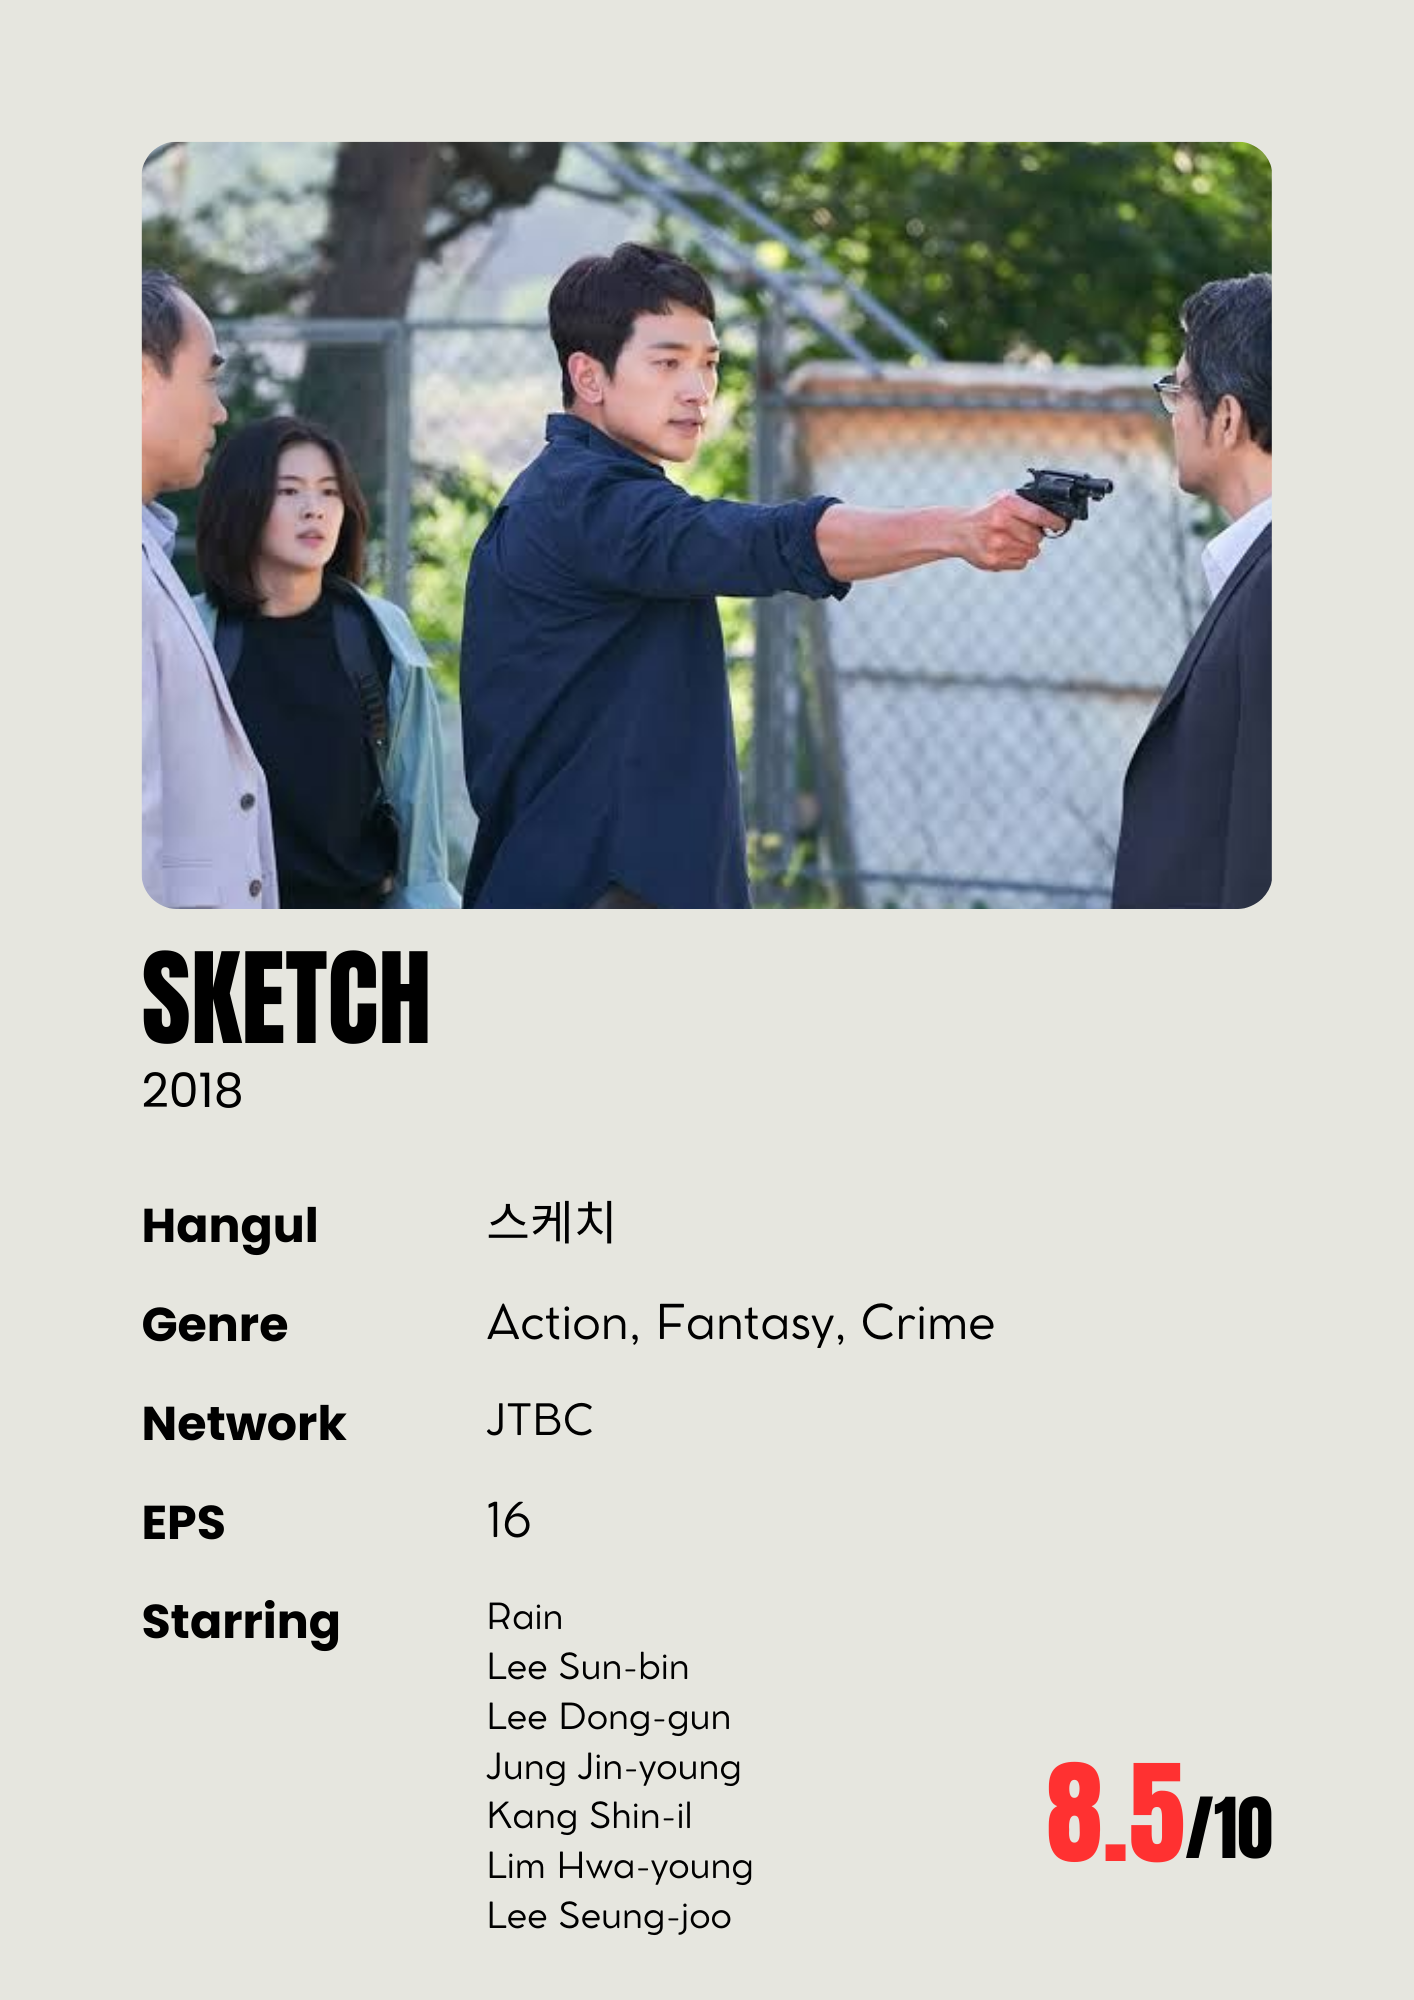 SKETCH
2018
Hangul 스케치
Genre Action, Fantasy, Crime
Network JTBC
EPS 16
Starring Rain
Lee Sun-bin
Lee Dong-gun
Jung Jin-young
Kang Shin-il
Lim Hwa-young
Lee Seung-joo
8.5/10